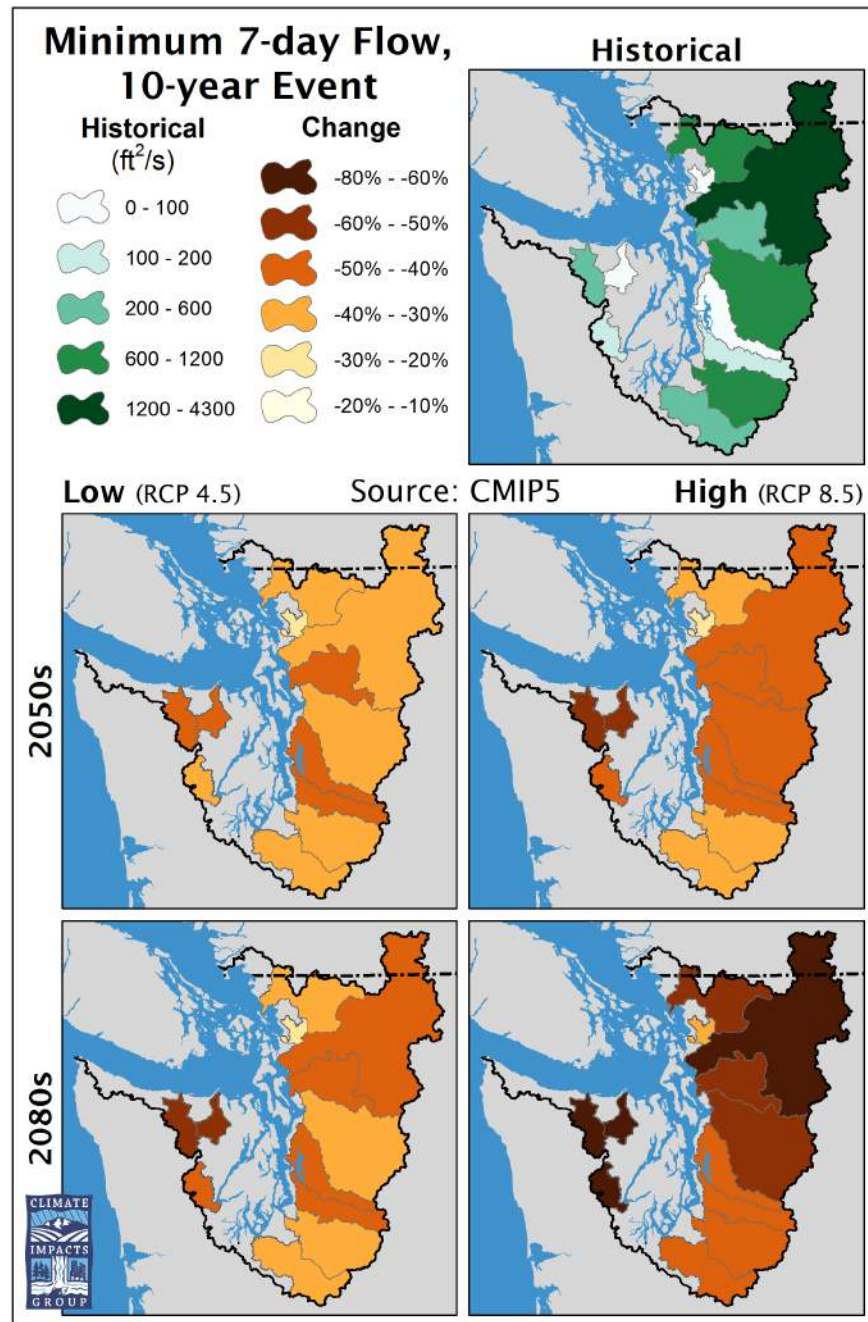 Minimum 7-day Flow,
10-year Event
Historical
(ft²/s)
0 - 100
100 - 200
200 - 600
600 - 1200
1200 - 4300
Change
-80% - -60%
-60% - -50%
-50% - -40%
-40% - -30%
-30% - -20%
-20% - -10%
Historical
Low (RCP 4.5)
Source: CMIP5
High (RCP 8.5)
2050s
2080s
CLIMATE
IMPACTS
GROUP